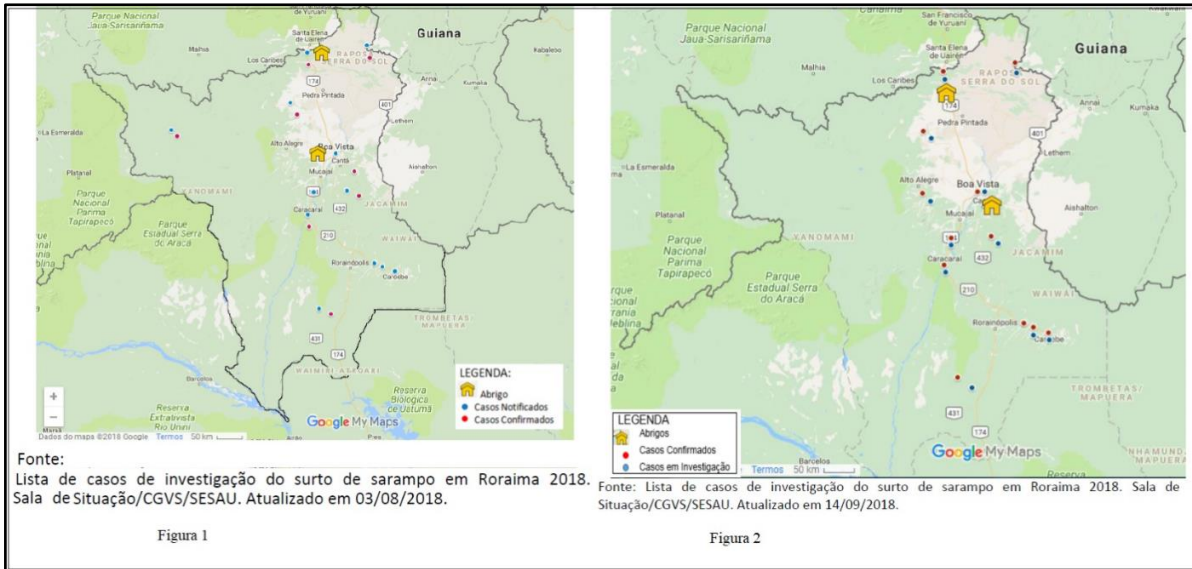 Parque Nacional
Jaua-Sarisariñama
San Francisco
de Yuruaní
Santa Elena
de Uairén
Guiana
Malhia
Los Caribes
RAPOS
SERRA DO SOL
174
Pedra Pintada
401
Lethem
Annai
Kumaka
La Esmeralda
Alto Alegre
Boa Vista
Cantá
Mucajaí
Aishalton
Platanal
Parque
Nacional
Parima
Tapirapecó
YANOMAMI
JACAMIM
Caracaraí
432
Parque
Estadual Serra
do Aracá
210
WAIWÁI
Rorainópolis
Caroebe
TROMBETAS/
MAPUERA
431
174
WAIMIRI ATROARI
Barcelos
Reserva
Extrativista
Rio Unini
Reserva
Biológica
de Uatumã
Google My Maps
Dados do mapa ©2018 Google Termos 50 km
LEGENDA:
Abrigo
Casos Notificados
Casos Confirmados
Fonte:
Lista de casos de investigação do surto de sarampo em Roraima 2018.
Sala de Situação/CGVS/SESAU. Atualizado em 03/08/2018.
Figura 1
San Francisco
de Yuruaní
Parque Nacional
Jaua-Sarisariñama
Santa Elena
de Uairén
Guiana
Malhia
Los Caribes
RAPOS
SERRA DO SOL
174
Pedra Pintada
Annai
Kumaka
401
Lethem
La Esmeralda
Alto Alegre
Boa Vista
Mucajaí
Aishalton
Platanal
Parque
Nacional
Parima
Tapirapecó
YANOMAMI
JACAMIM
Caracaraí
432
Parque
Estadual Serra
do Aracá
210
WAIWÁI
Rorainópolis
Caroebe
TROMBETAS/
MAPUERA
431
174
Barcelos
Termos 50 km
Google My Maps
Reserva
LEGENDA
Abrigos
Casos Confirmados
Casos em Investigação
Fonte: Lista de casos de investigação do surto de sarampo em Roraima 2018. Sala de
Situação/CGVS/SESAU. Atualizado em 14/09/2018.
Figura 2